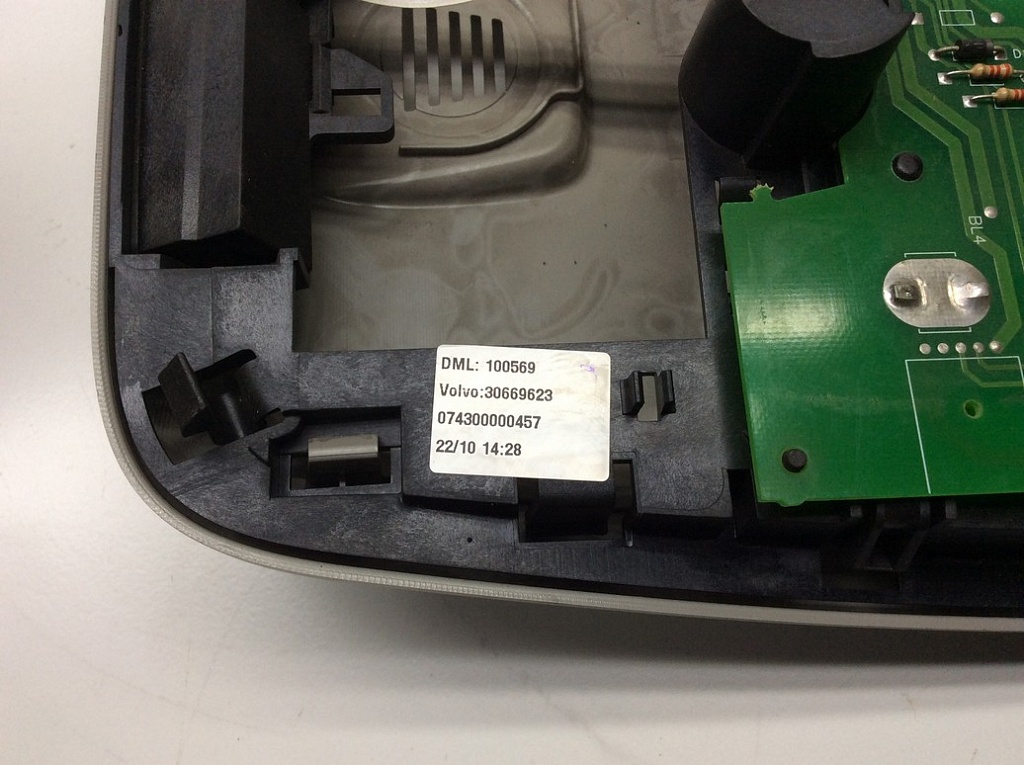 D
BL4
DML: 100569
Volvo:30669623
074300000457
22/10 14:28